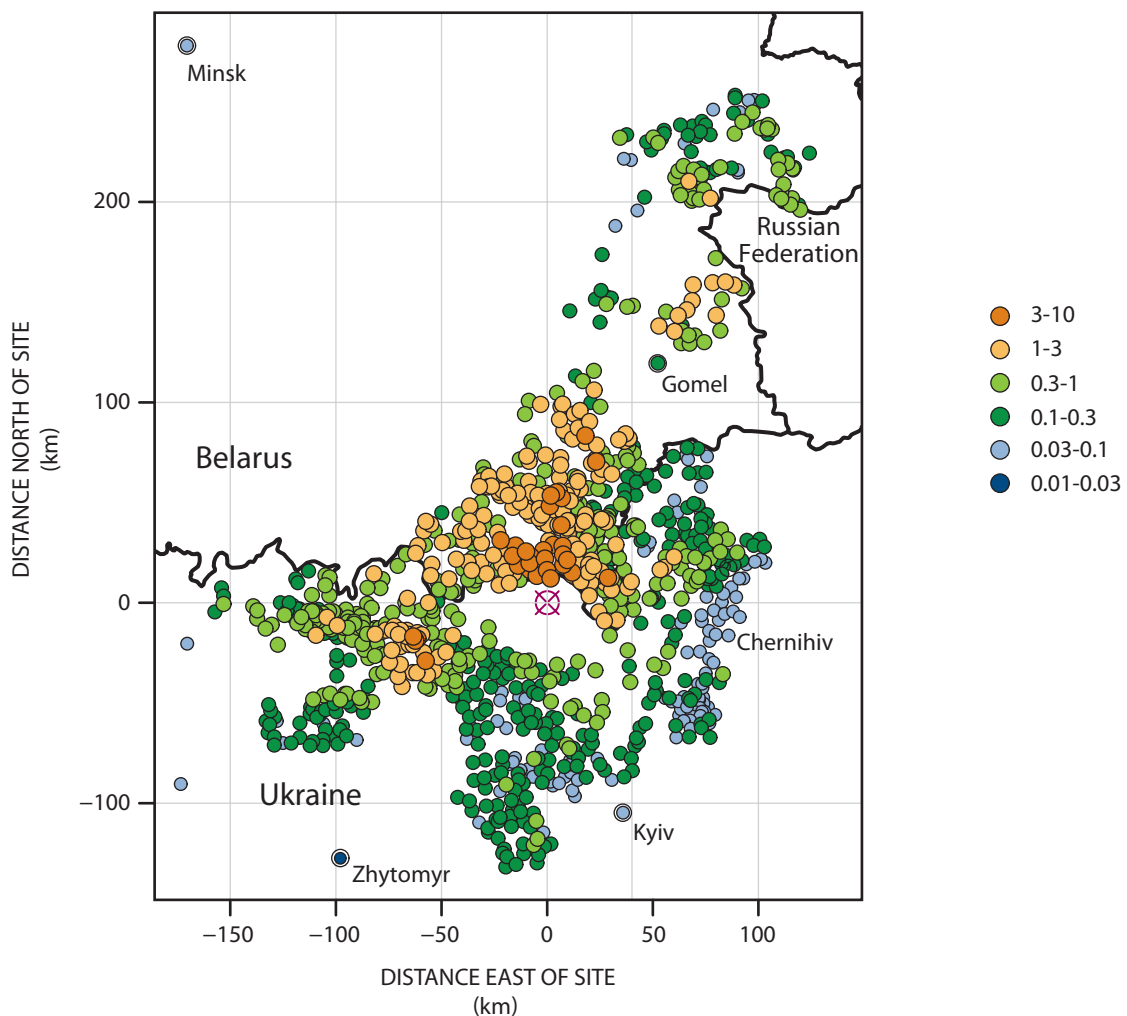 Minsk
200
Russian
Federation
3-10
1-3
0.3-1
0.1-0.3
0.03-0.1
0.01-0.03
DISTANCE NORTH OF SITE
(km)
Gomel
100
Belarus
0
Chernihiv
Ukraine
−100
Kyiv
Zhytomyr
−150
−100
−50
0
50
100
DISTANCE EAST OF SITE
(km)